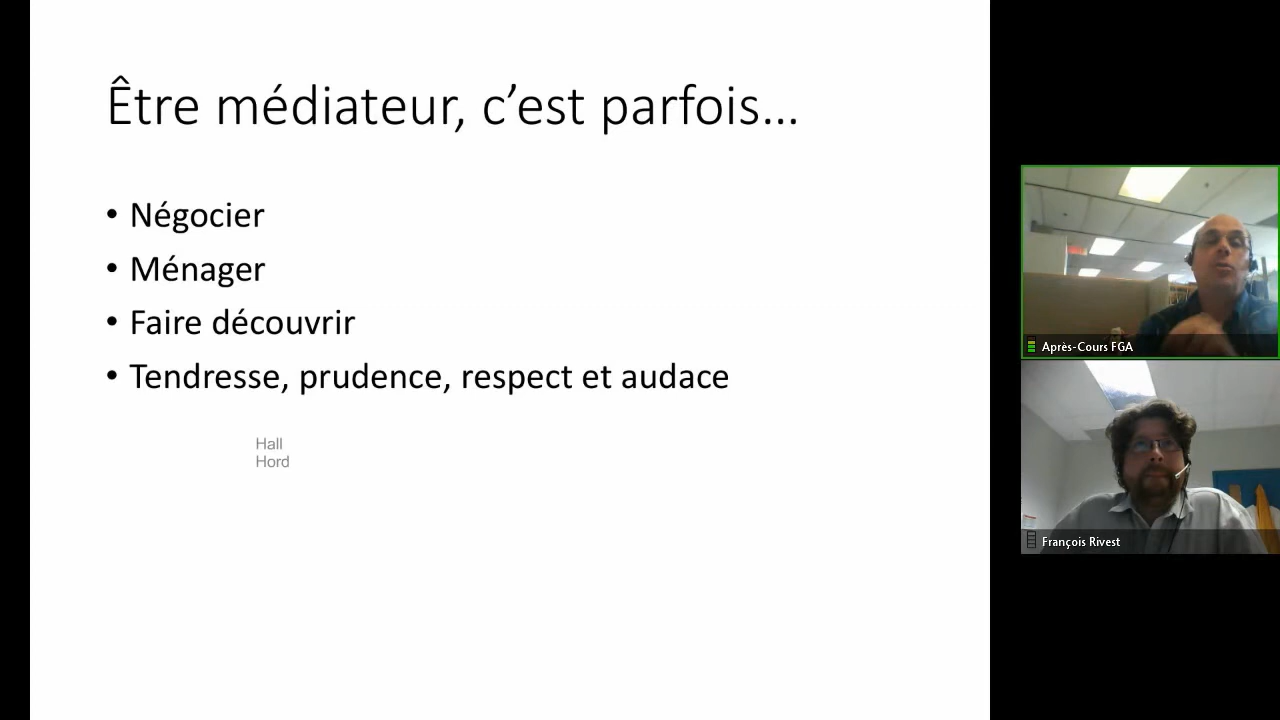 Être médiateur, c’est parfois…
• Négocier
• Ménager
• Faire découvrir
• Tendresse, prudence, respect et audace
Hall
Hord
Après-Cours FGA
François Rivest